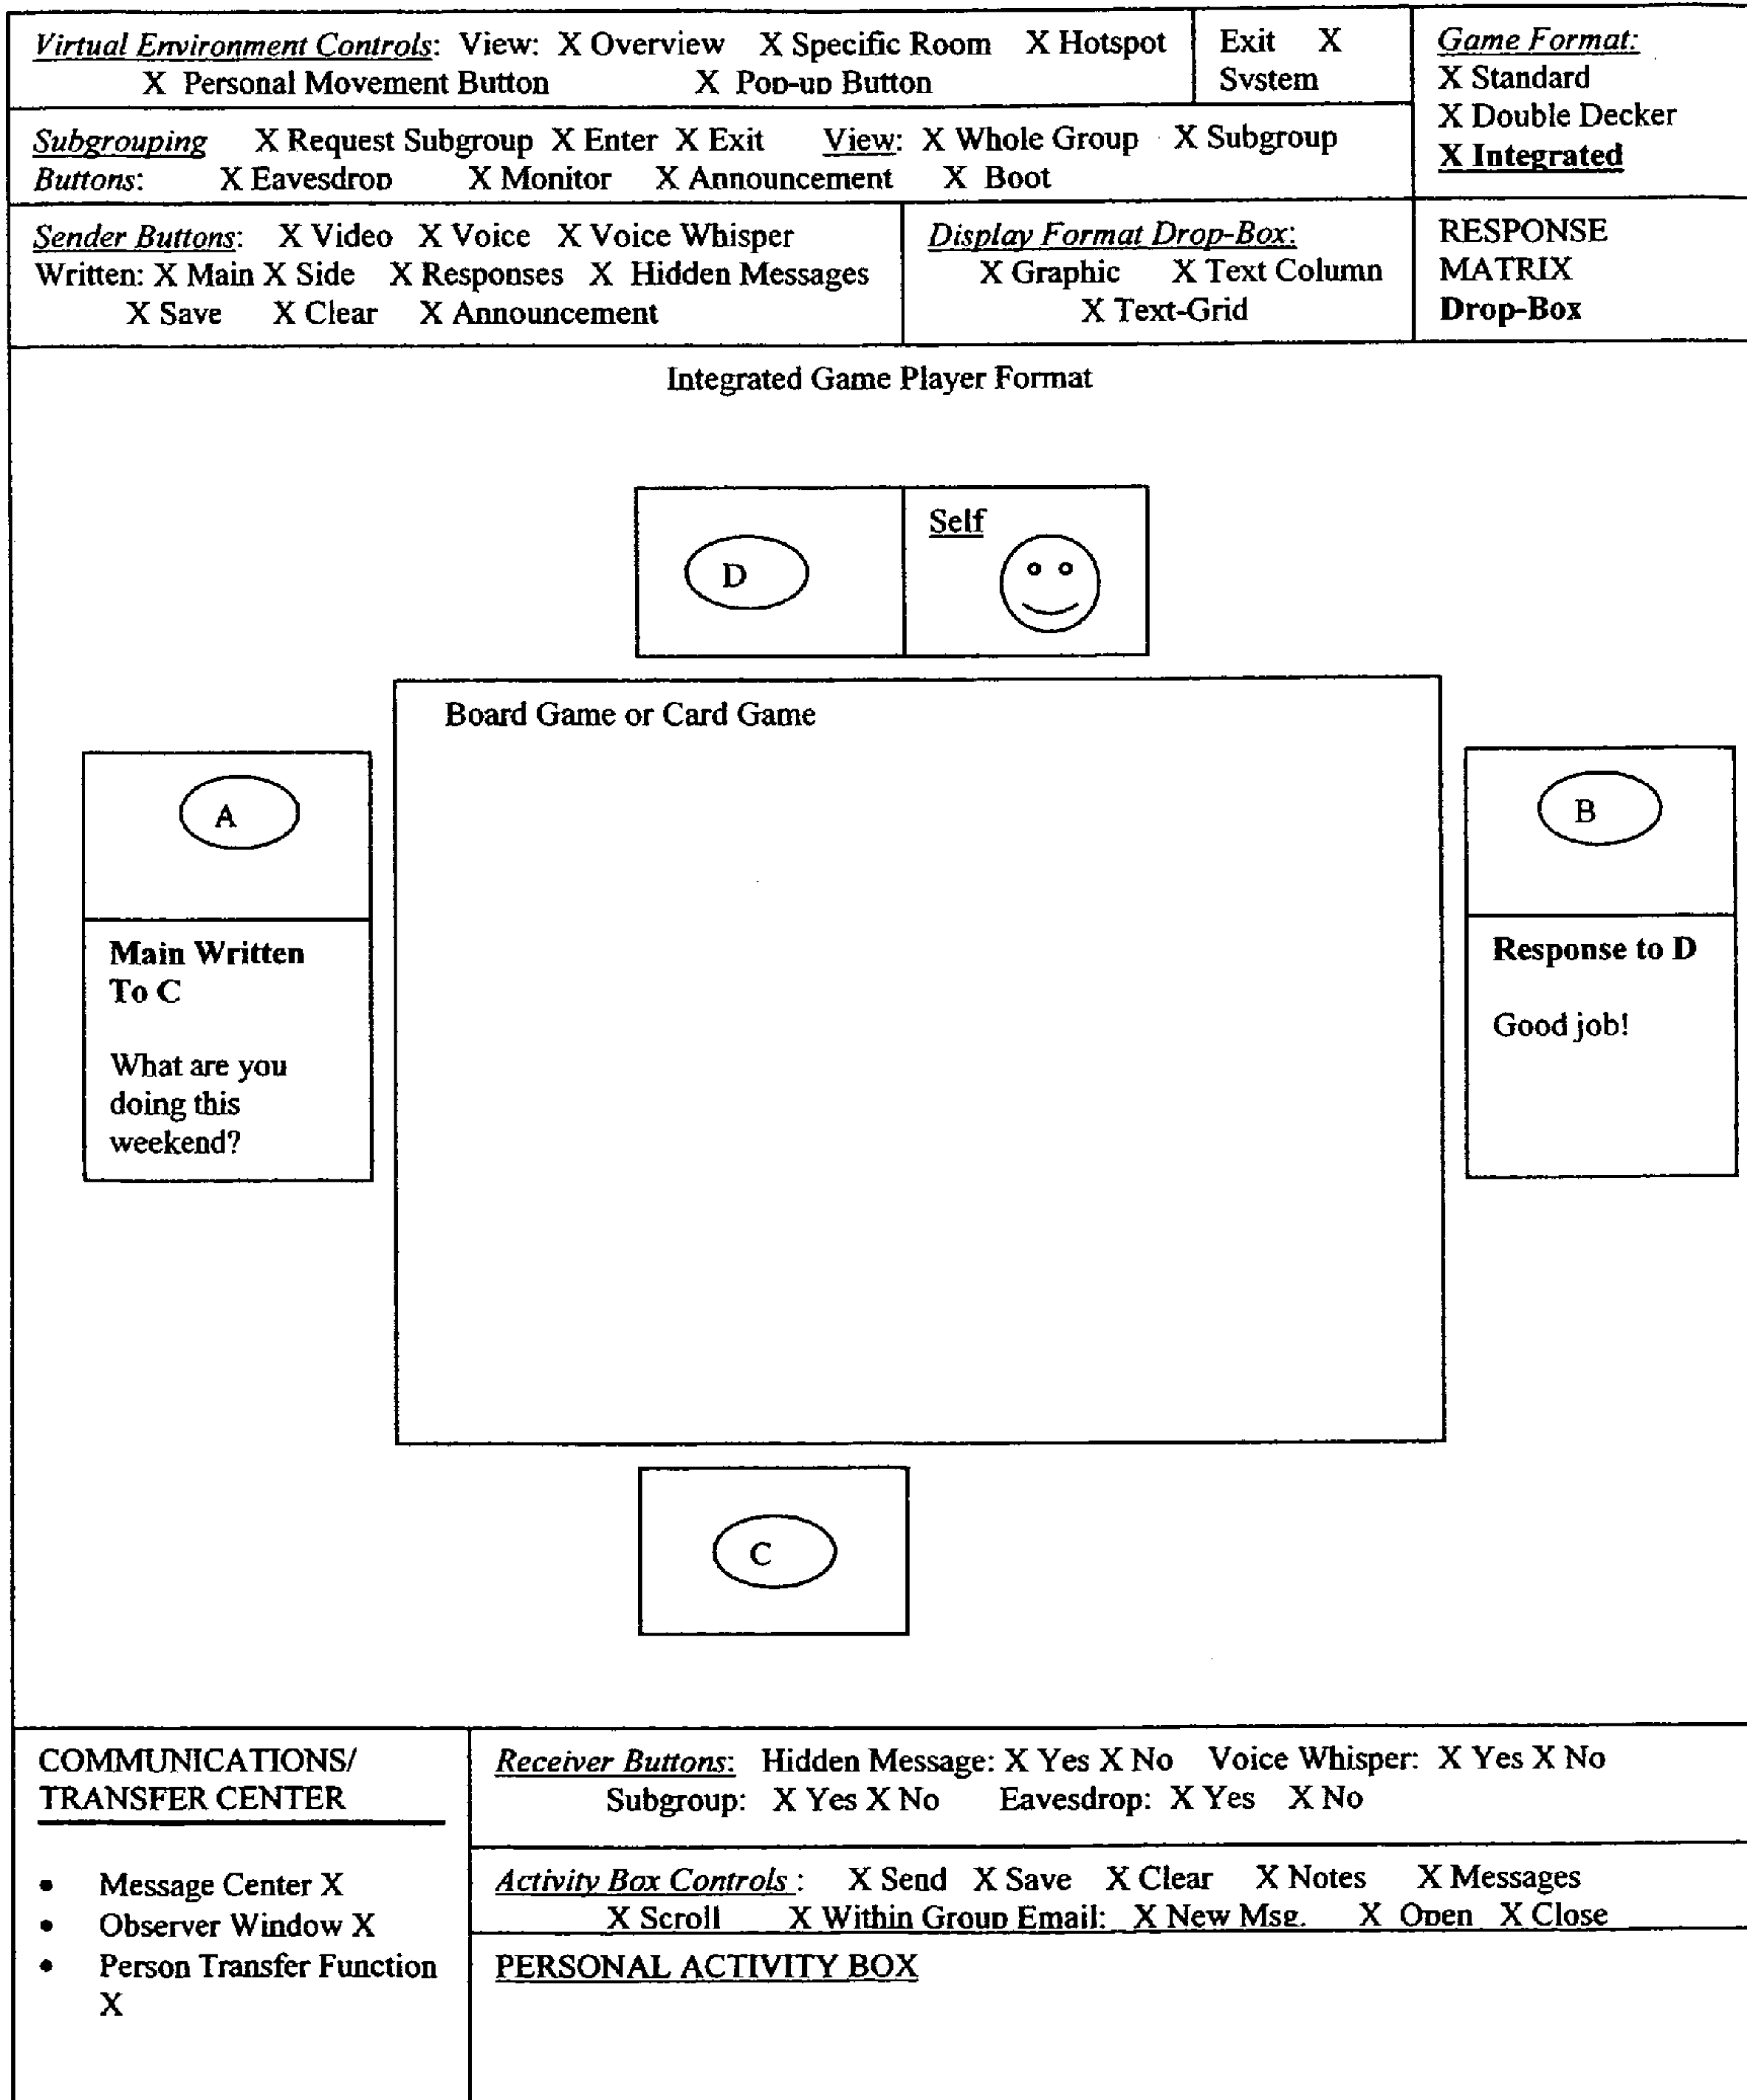 Virtual Environment Controls: View: X Overview X Specific Room X Hotspot
X Personal Movement Button X Pop-up Button
Exit X
System
Game Format:
X Standard
X Double Decker
X Integrated
Subgrouping X Request Subgroup X Enter X Exit View: X Whole Group X Subgroup
Buttons: X Eavesdrop X Monitor X Announcement X Boot
Sender Buttons: X Video X Voice X Voice Whisper
Written: X Main X Side X Responses X Hidden Messages
X Save X Clear X Announcement
Display Format Drop-Box:
X Graphic X Text Column
X Text-Grid
RESPONSE
MATRIX
Drop-Box
Integrated Game Player Format
D
Self
Board Game or Card Game
A
Main Written
To C
What are you
doing this
weekend?
B
Response to D
Good job!
C
COMMUNICATIONS/
TRANSFER CENTER
• Message Center X
• Observer Window X
• Person Transfer Function
X
Receiver Buttons: Hidden Message: X Yes X No Voice Whisper: X Yes X No
Subgroup: X Yes X No Eavesdrop: X Yes X No
Activity Box Controls : X Send X Save X Clear X Notes X Messages
X Scroll X Within Group Email: X New Msg. X Open X Close
PERSONAL ACTIVITY BOX